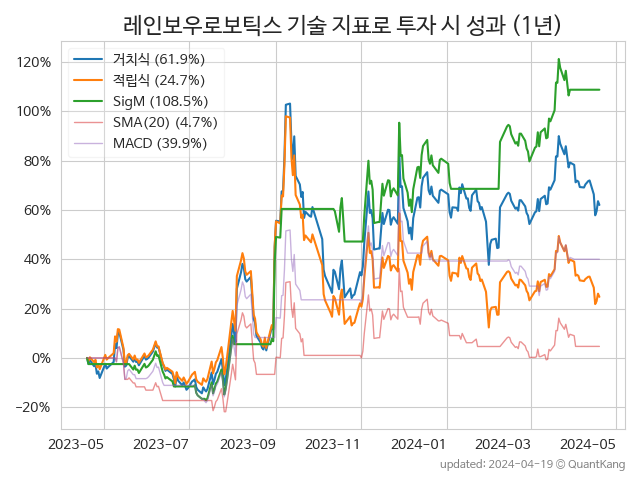 레인보우로보틱스 기술 지표로 투자 시 성과 (1년)
거치식 (61.9%)
적립식 (24.7%)
SigM (108.5%)
SMA(20) (4.7%)
MACD (39.9%)
120%
100%
80%
60%
40%
20%
0%
−20%
2023-05 2023-07 2023-09 2023-11 2024-01 2024-03 2024-05
updated: 2024-04-19 © QuantKang